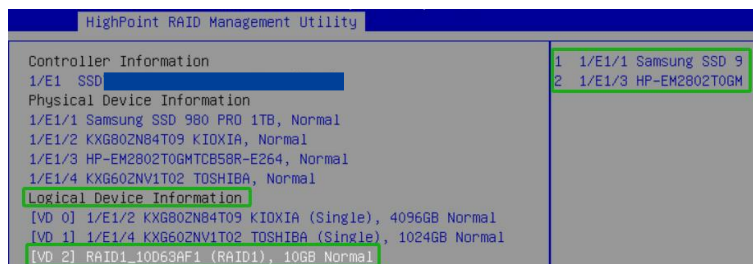 HighPoint RAID Management Utility
Controller Information
1/E1 SSD
Physical Device Information
1/E1/1 Samsung SSD 980 PRO 1TB, Normal
1/E1/2 KXG80ZN84T09 KIOXIA, Normal
1/E1/3 HP-EM2802T0GMTCB58R-E264, Normal
1/E1/4 KXG60ZNV1T02 TOSHIBA, Normal
Logical Device Information
[VD 0] 1/E1/2 KXG80ZN84T09 KIOXIA (Single), 4096GB Normal
[VD 1] 1/E1/4 KXG60ZNV1T02 TOSHIBA (Single), 1024GB Normal
[VD 2] RAID1_10D63AF1 (RAID1), 10GB Normal
1 1/E1/1 Samsung SSD 9
2 1/E1/3 HP-EM2802T0GM